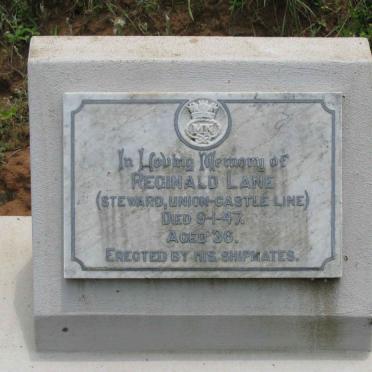 MN
In Loving Memory of
REGINALD LANE
(STEWARD, UNION-CASTLE LINE)
DIED 9-1-47.
AGED 36.
ERECTED BY HIS SHIPMATES.